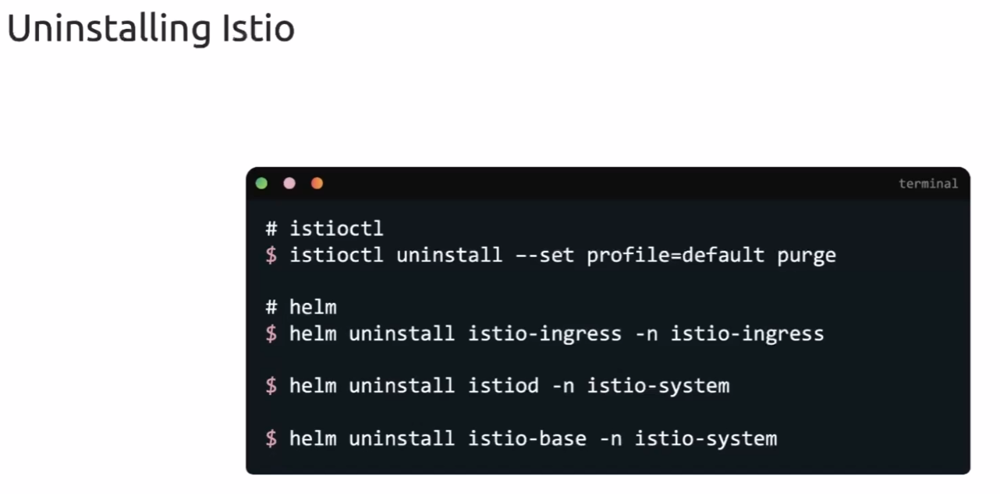 Uninstalling Istio
terminal
# istioctl
$ istioctl uninstall --set profile=default purge
# helm
$ helm uninstall istio-ingress -n istio-ingress
$ helm uninstall istiod -n istio-system
$ helm uninstall istio-base -n istio-system